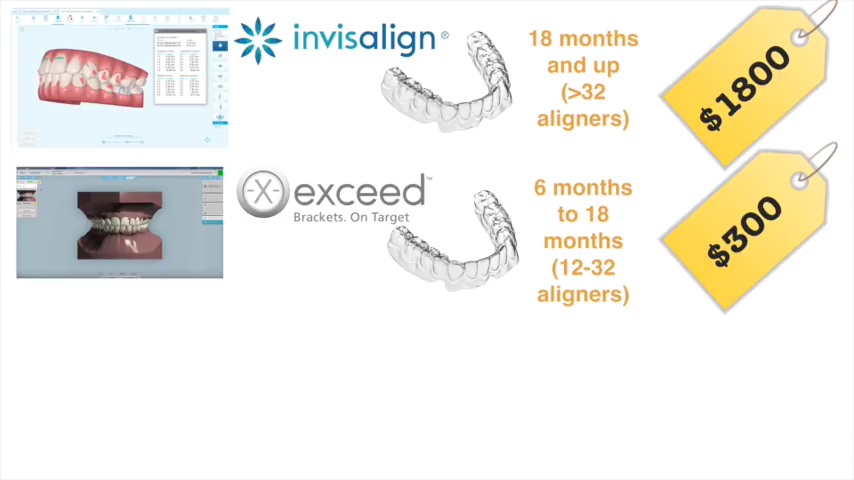 invisalign®
18 months
and up
(>32
aligners)
$1800
-X-
exceed™
Brackets. On Target
6 months
to 18
months
(12-32
aligners)
$300